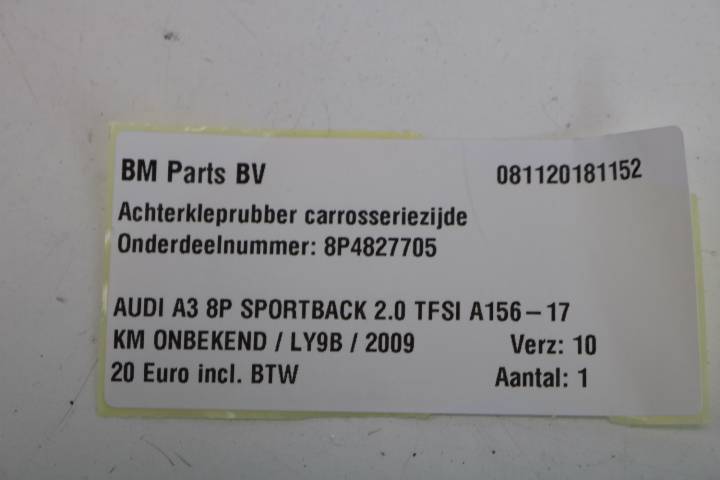 BM Parts BV 081120181152
Achterkleprubber carrosseriezijde
Onderdeelnummer: 8P4827705
AUDI A3 8P SPORTBACK 2.0 TFSI A156-17
KM ONBEKEND / LY9B / 2009 Verz: 10
20 Euro incl. BTW Aantal: 1